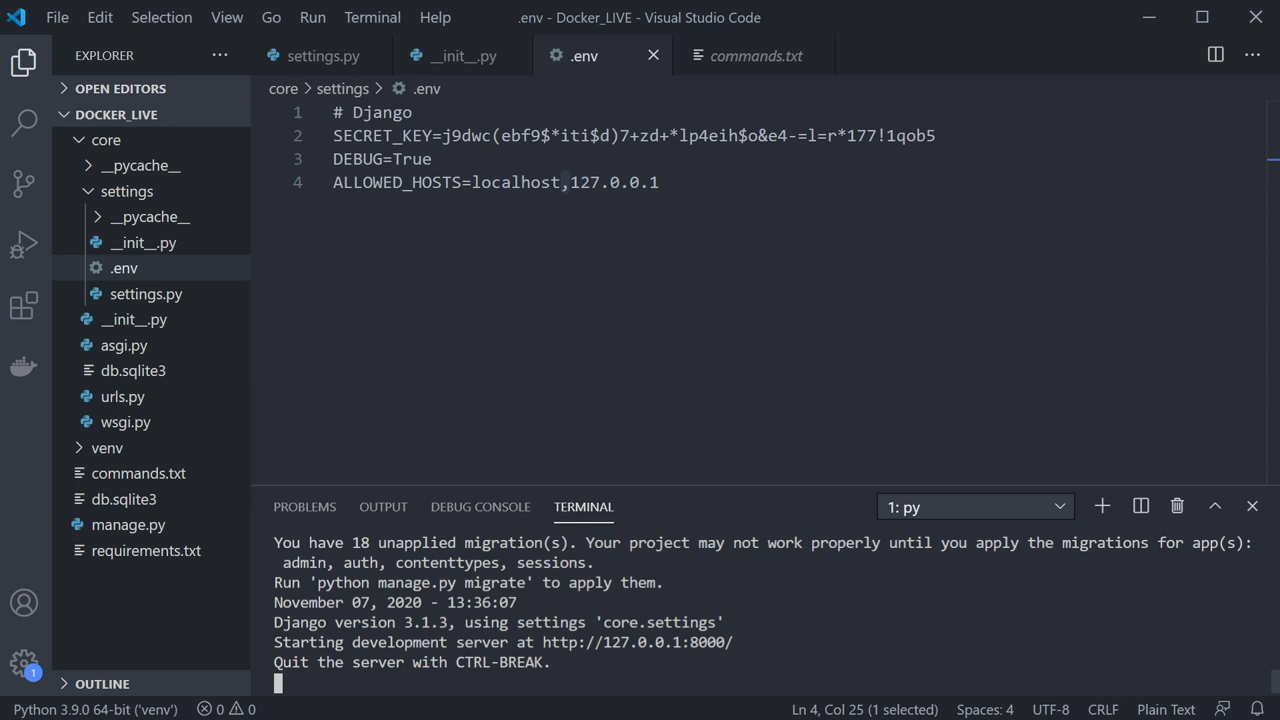 File Edit Selection View Go Run Terminal Help .env - Docker_LIVE - Visual Studio Code
EXPLORER
settings.py __init__.py .env commands.txt
OPEN EDITORS
DOCKER_LIVE
core
__pycache__
settings
__pycache__
__init__.py
.env
settings.py
__init__.py
asgi.py
db.sqlite3
urls.py
wsgi.py
venv
commands.txt
db.sqlite3
manage.py
requirements.txt
OUTLINE
core > settings > .env
1 # Django
2 SECRET_KEY=j9dwc(ebf9$*iti$d)7+zd+*lp4eih$o&e4-=l=r*177!1qob5
3 DEBUG=True
4 ALLOWED_HOSTS=localhost,127.0.0.1
PROBLEMS OUTPUT DEBUG CONSOLE TERMINAL 1: py
You have 18 unapplied migration(s). Your project may not work properly until you apply the migrations for app(s):
admin, auth, contenttypes, sessions.
Run 'python manage.py migrate' to apply them.
November 07, 2020 - 13:36:07
Django version 3.1.3, using settings 'core.settings'
Starting development server at http://127.0.0.1:8000/
Quit the server with CTRL-BREAK.
1
Python 3.9.0 64-bit ('venv') 0 0 Ln 4, Col 25 (1 selected) Spaces: 4 UTF-8 CRLF Plain Text